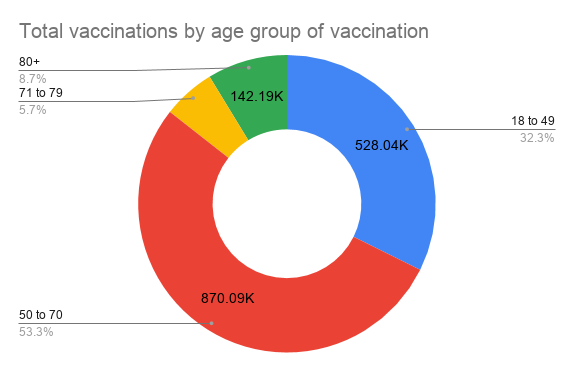 Total vaccinations by age group of vaccination
80+
8.7%
71 to 79
5.7%
142.19K
18 to 49
32.3%
528.04K
870.09K
50 to 70
53.3%